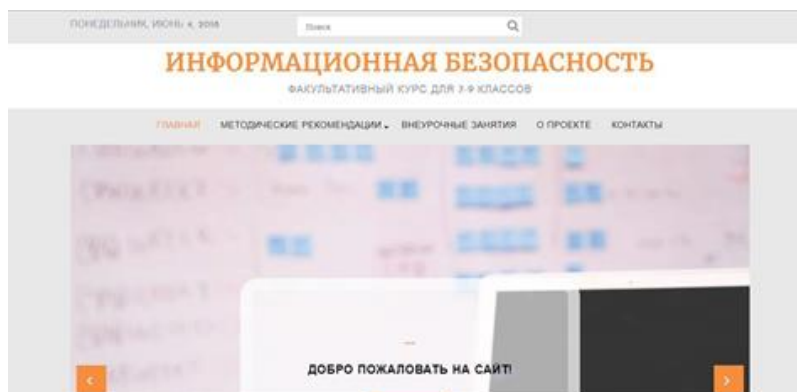 ПОНЕДЕЛЬНИК, ИЮНЬ 4, 2018
Поиск
ИНФОРМАЦИОННАЯ БЕЗОПАСНОСТЬ
ФАКУЛЬТАТИВНЫЙ КУРС ДЛЯ 7-9 КЛАССОВ
ГЛАВНАЯ МЕТОДИЧЕСКИЕ РЕКОМЕНДАЦИИ ВНЕУРОЧНЫЕ ЗАНЯТИЯ О ПРОЕКТЕ КОНТАКТЫ
ДОБРО ПОЖАЛОВАТЬ НА САЙТ!